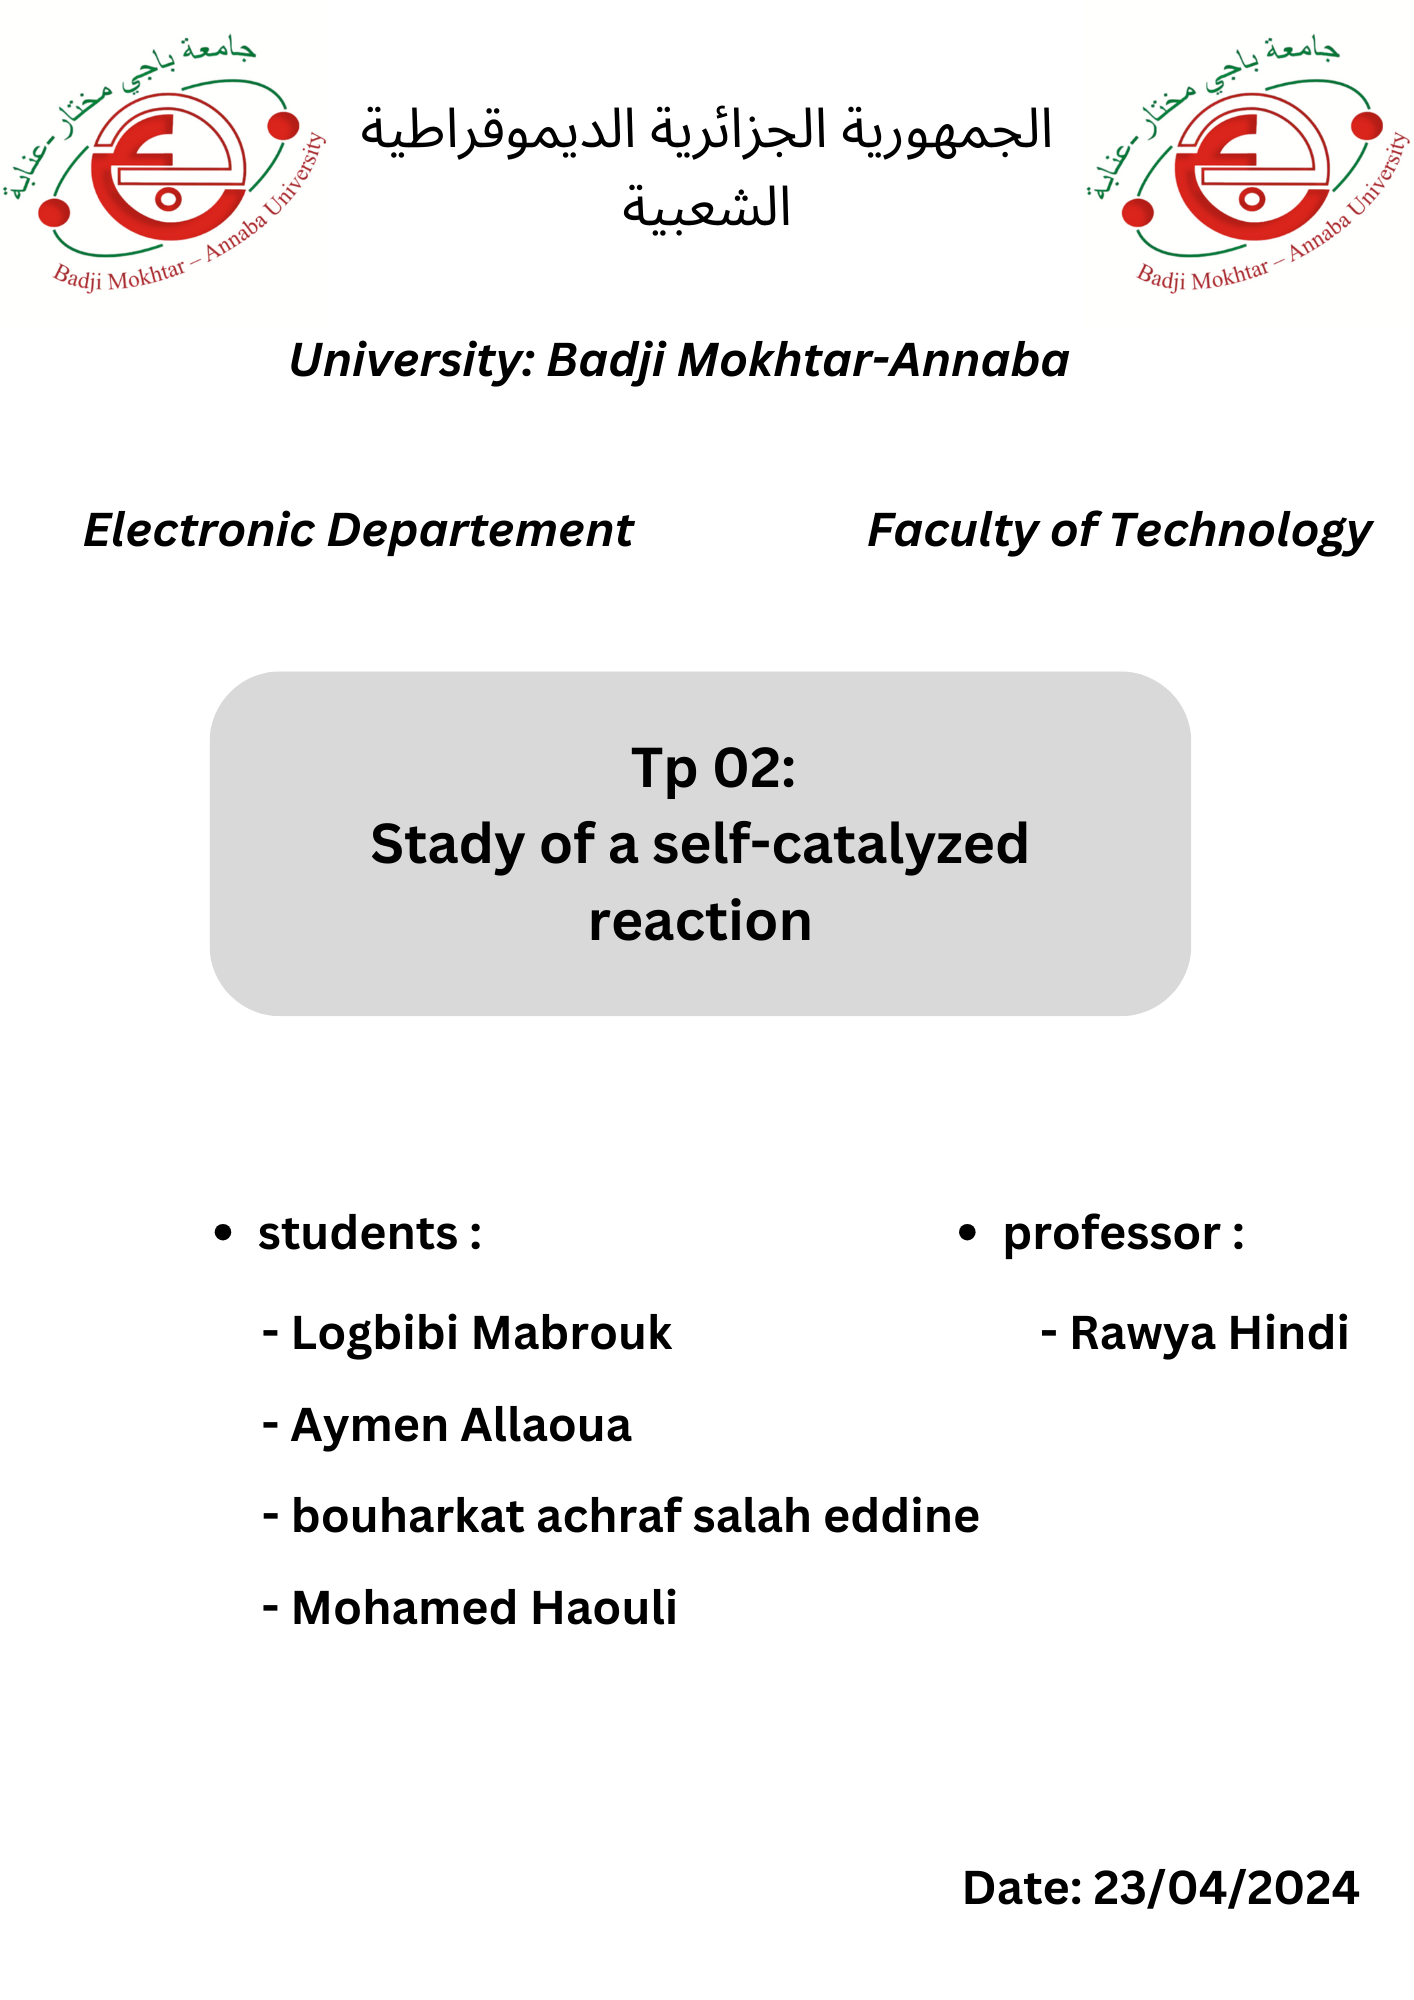 جامعة باجي مختار - عنابة
Badji Mokhtar – Annaba University
الجمهورية الجزائرية الديموقراطية
الشعبية
جامعة باجي مختار - عنابة
Badji Mokhtar – Annaba University
University: Badji Mokhtar-Annaba
Electronic Departement
Faculty of Technology
Tp 02:
Stady of a self-catalyzed
reaction
• students :
- Logbibi Mabrouk
- Aymen Allaoua
- bouharkat achraf salah eddine
- Mohamed Haouli
• professor :
- Rawya Hindi
Date: 23/04/2024